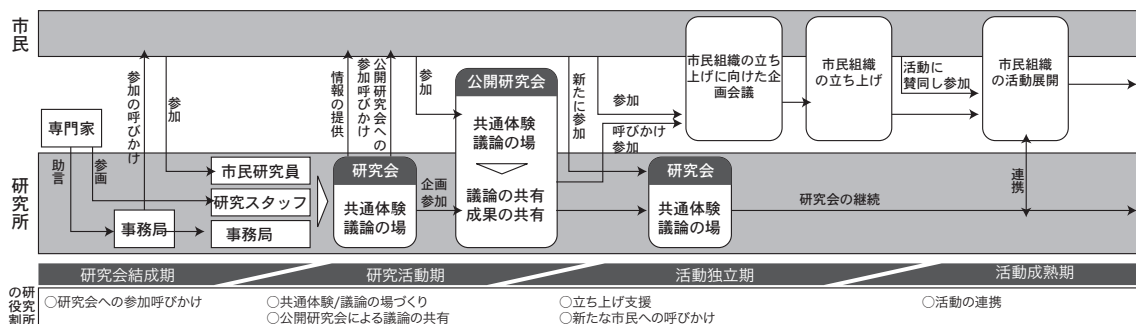 市民
研究所
専門家
助言
参画
参加の呼びかけ
参加
事務局
市民研究員
研究スタッフ
事務局
情報の提供
公開研究会への
参加呼びかけ
研究会
共通体験
議論の場
企画
参加
参加
公開研究会
共通体験
議論の場
議論の共有
成果の共有
新たに参加
参加
呼びかけ
参加
研究会
共通体験
議論の場
市民組織の立ち
上げに向けた企
画会議
市民組織
の立ち上げ
活動に
賛同し参加
市民組織
の活動展開
連携
研究会の継続
研究会結成期
研究活動期
活動独立期
活動成熟期
研究所
の役割
○研究会への参加呼びかけ
○共通体験/議論の場づくり
○公開研究会による議論の共有
○立ち上げ支援
○新たな市民への呼びかけ
○活動の連携